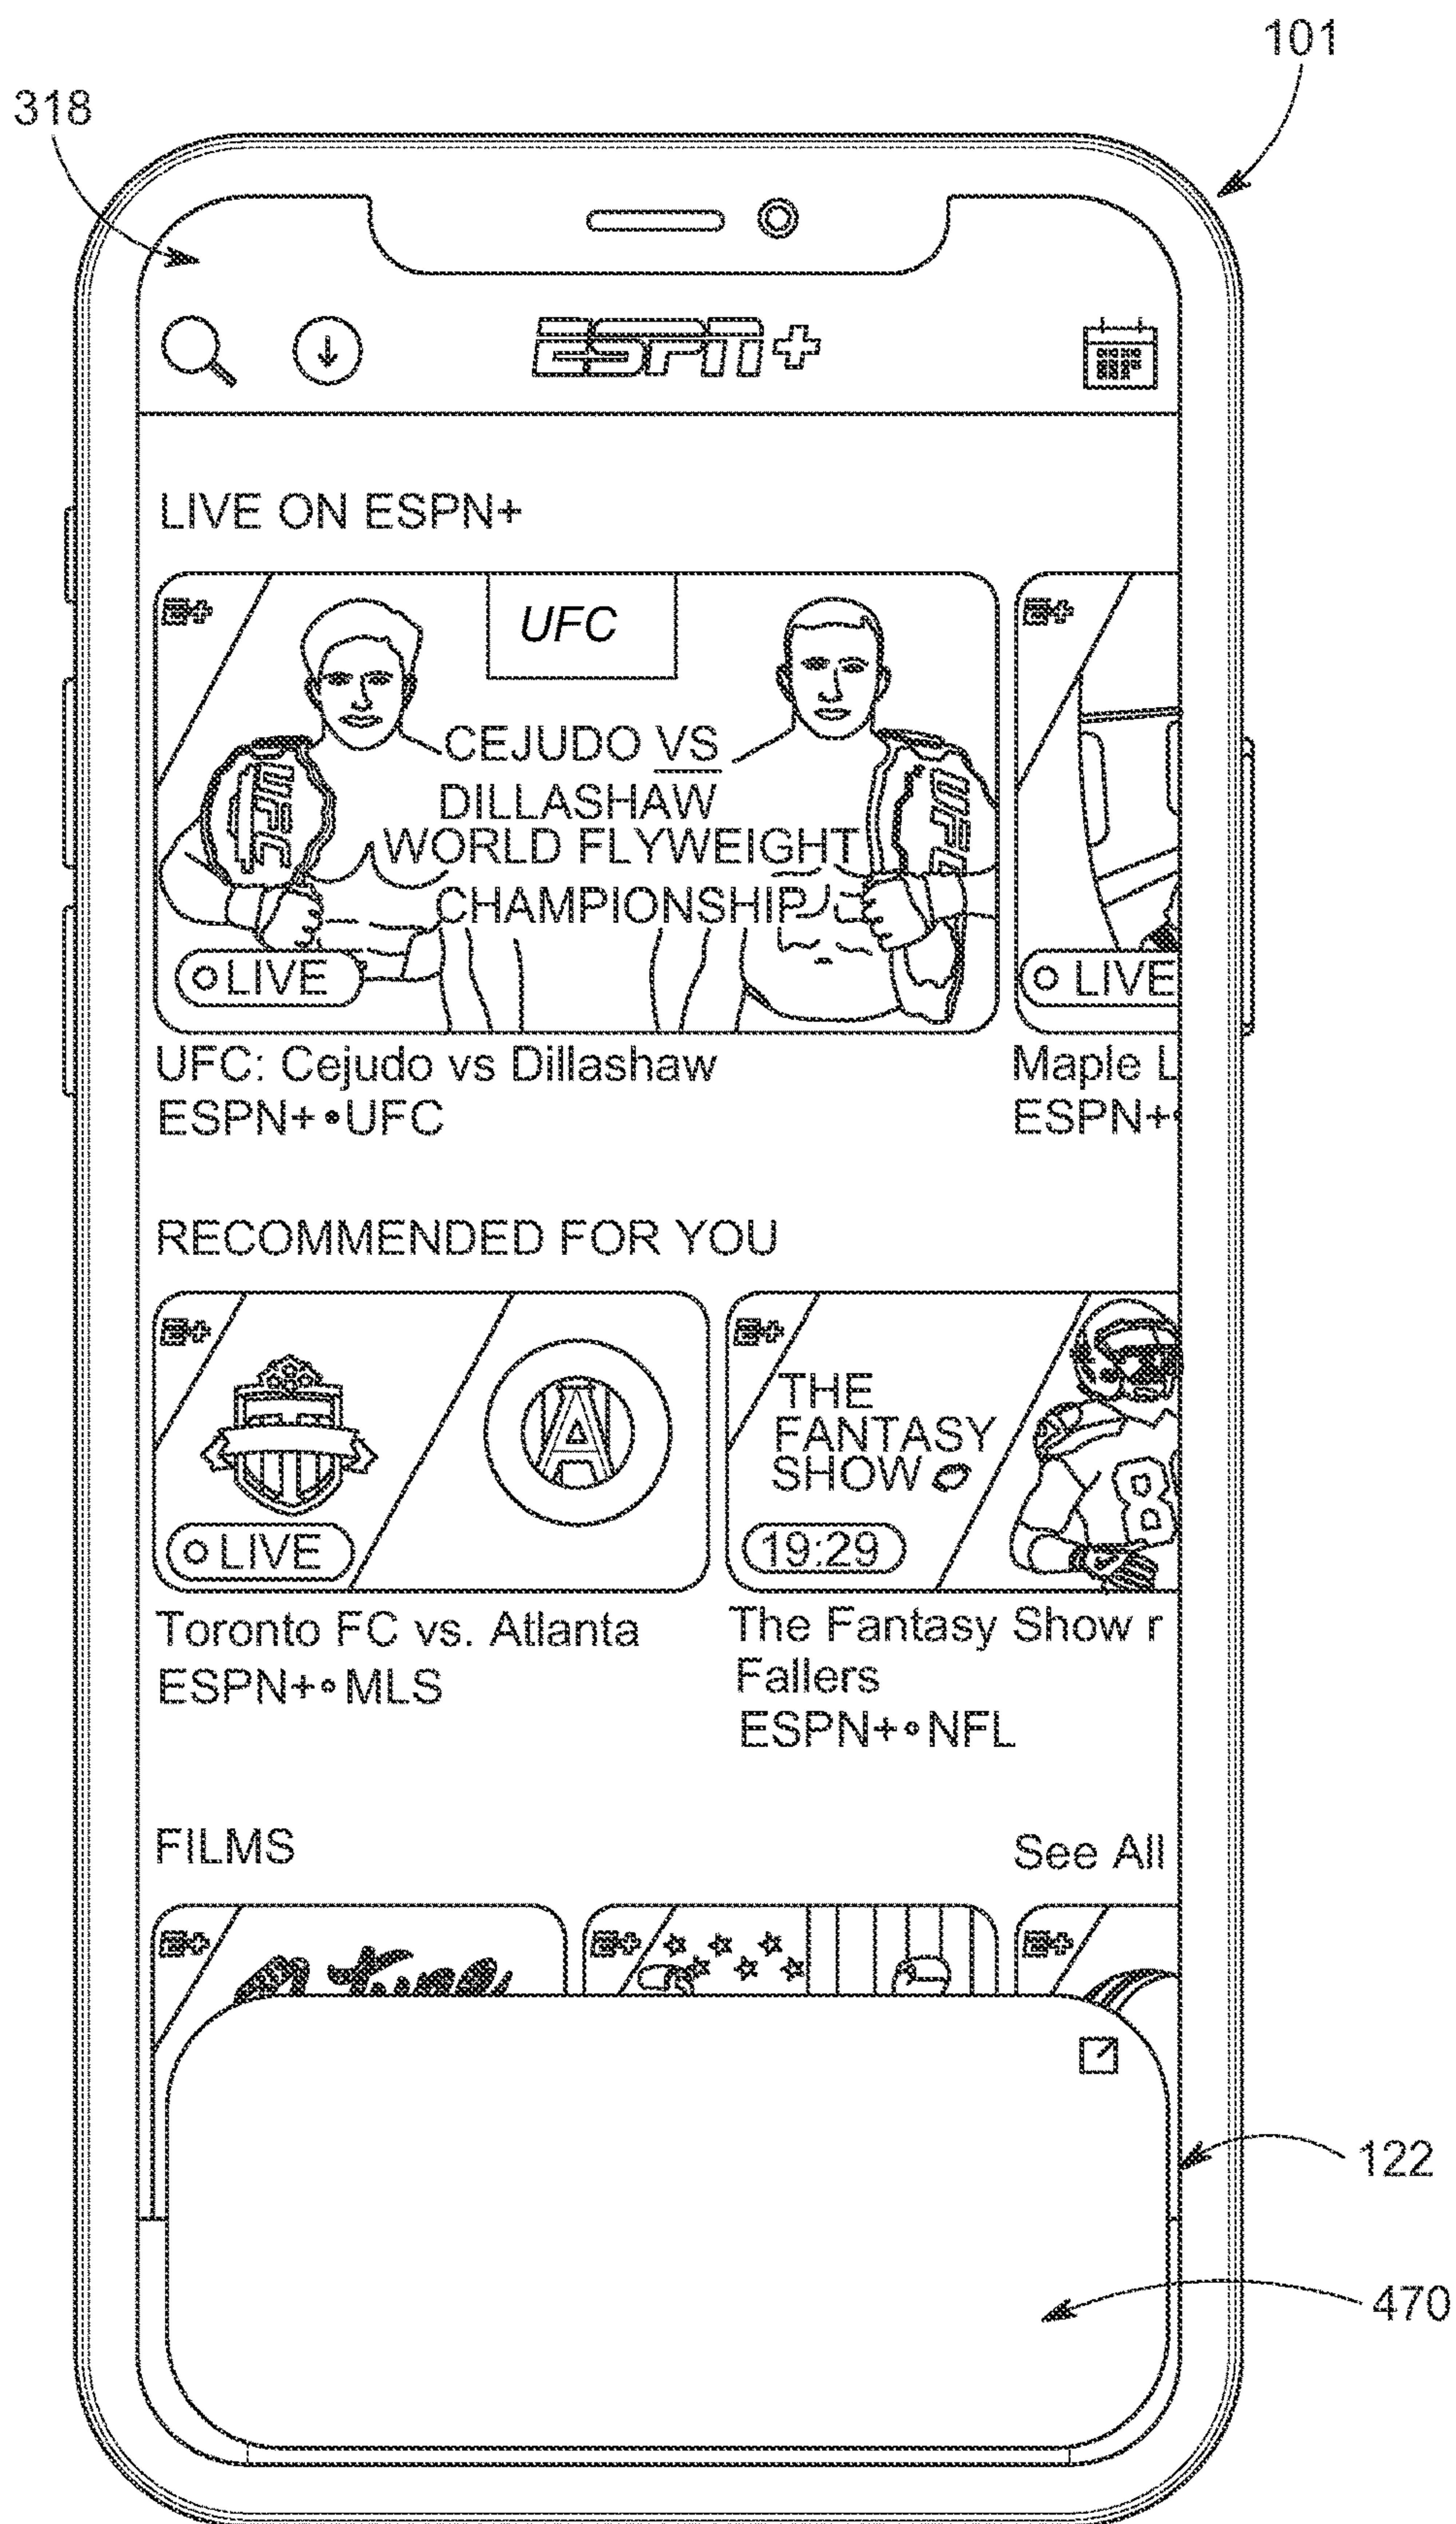 101
318
ESPN+
LIVE ON ESPN+
E+
UFC
E+
CEJUDO VS
DILLASHAW
WORLD FLYWEIGHT
CHAMPIONSHIP
UFC
UFC
LIVE
LIVE
UFC: Cejudo vs Dillashaw
ESPN+•UFC
Maple L
ESPN+•
RECOMMENDED FOR YOU
E+
A
LIVE
E+
THE
FANTASY
SHOW
8
19:29
Toronto FC vs. Atlanta
ESPN+•MLS
The Fantasy Show r
Fallers
ESPN+•NFL
FILMS
See All
E+
E+
E+
122
470